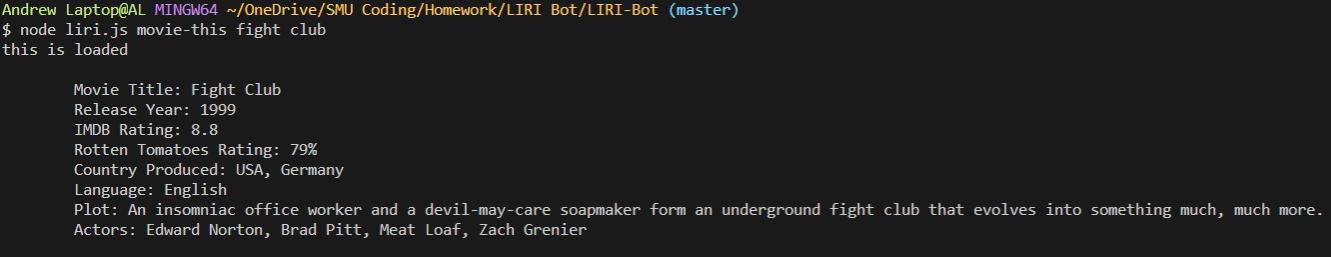 Andrew Laptop@AL MINGW64 ~/OneDrive/SMU Coding/Homework/LIRI Bot/LIRI-Bot (master)
$ node liri.js movie-this fight club
this is loaded
Movie Title: Fight Club
Release Year: 1999
IMDB Rating: 8.8
Rotten Tomatoes Rating: 79%
Country Produced: USA, Germany
Language: English
Plot: An insomniac office worker and a devil-may-care soapmaker form an underground fight club that evolves into something much, much more.
Actors: Edward Norton, Brad Pitt, Meat Loaf, Zach Grenier